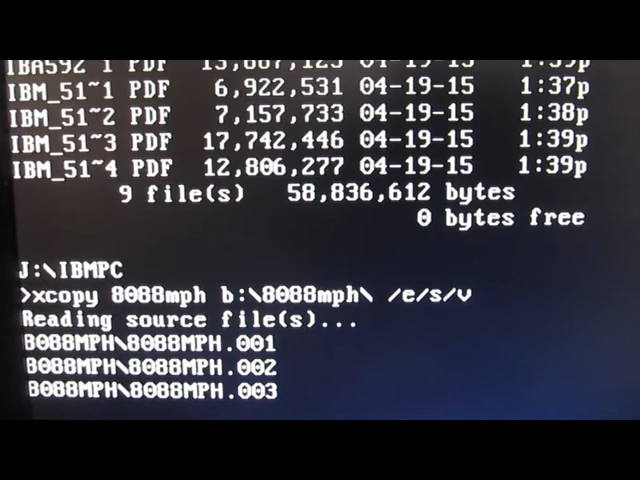 IBA592~1 PDF
IBM_51~1 PDF 6,922,531 04-19-15 1:37p
IBM_51~2 PDF 7,157,733 04-19-15 1:38p
IBM_51~3 PDF 17,742,446 04-19-15 1:39p
IBM_51~4 PDF 12,806,277 04-19-15 1:39p
9 file(s) 58,836,612 bytes
0 bytes free
J:\IBMPC
>xcopy 8088mph b:\8088mph\ /e/s/v
Reading source file(s)...
8088MPH\8088MPH.001
8088MPH\8088MPH.002
8088MPH\8088MPH.003